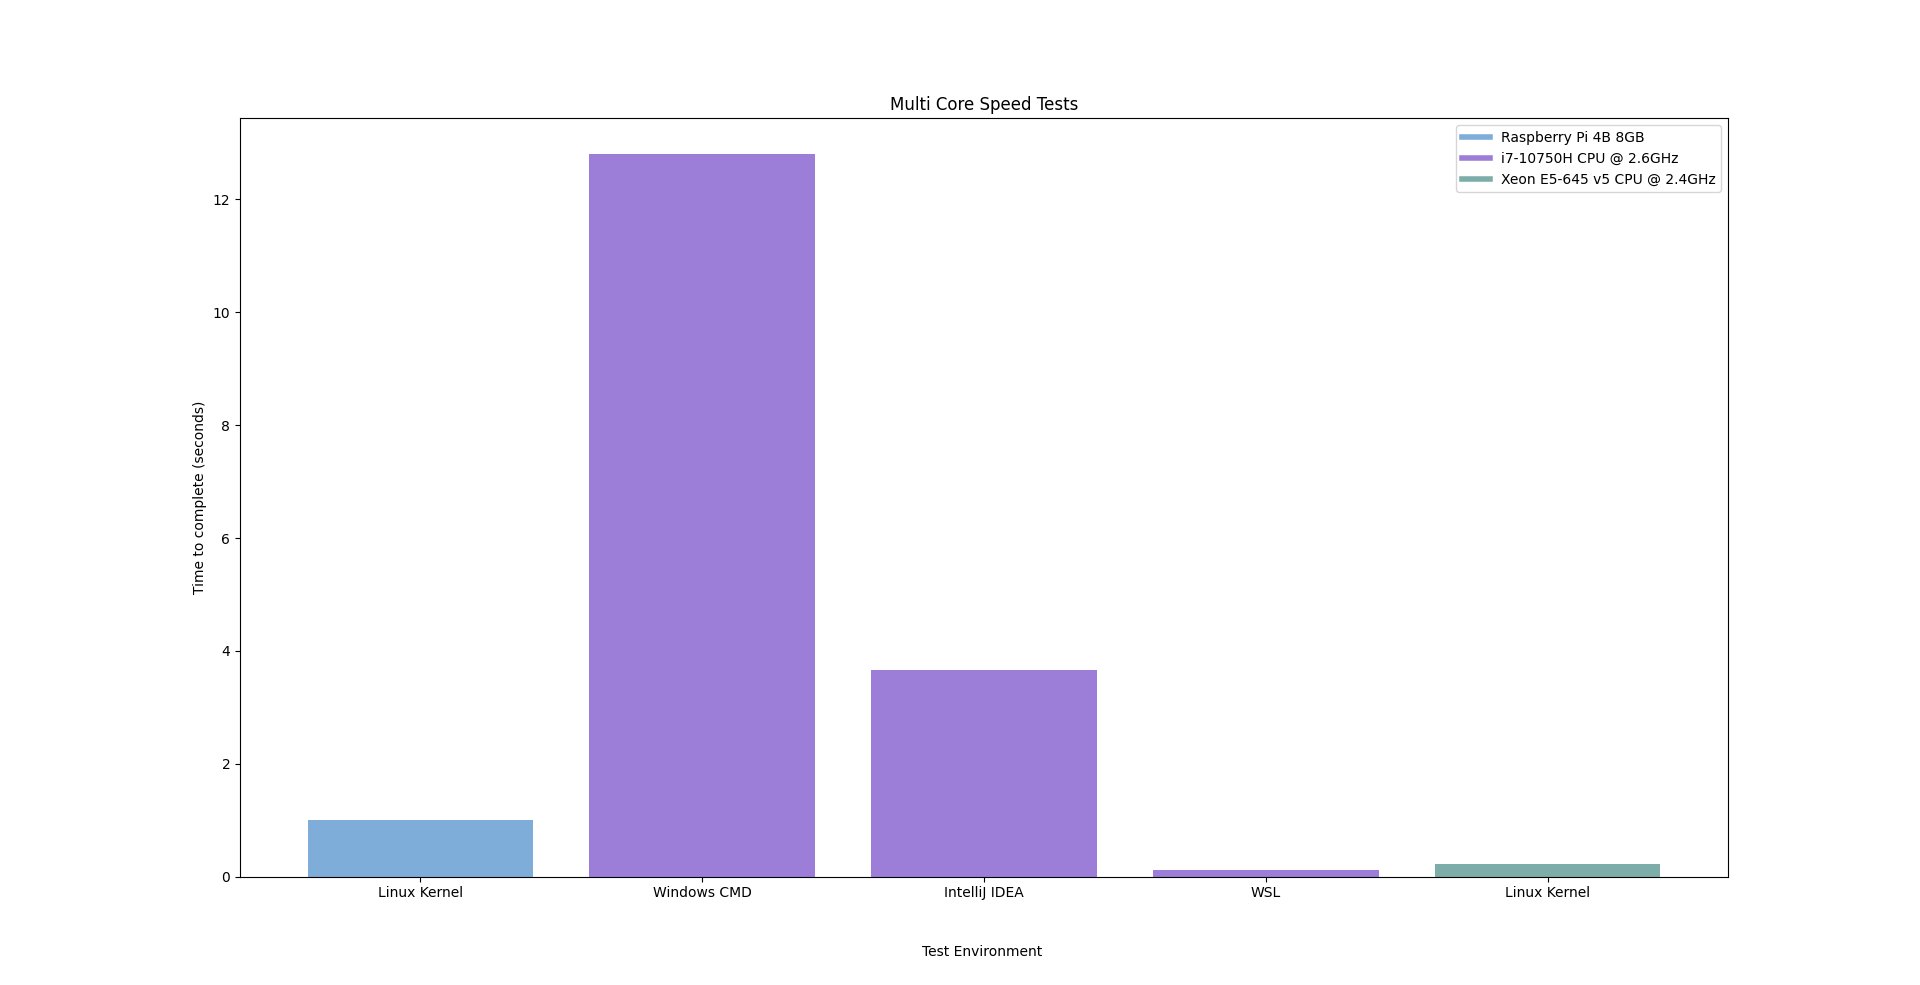 Multi Core Speed Tests
Raspberry Pi 4B 8GB
i7-10750H CPU @ 2.6GHz
Xeon E5-645 v5 CPU @ 2.4GHz
Time to complete (seconds)
12
10
8
6
4
2
0
Linux Kernel
Windows CMD
IntelliJ IDEA
WSL
Linux Kernel
Test Environment